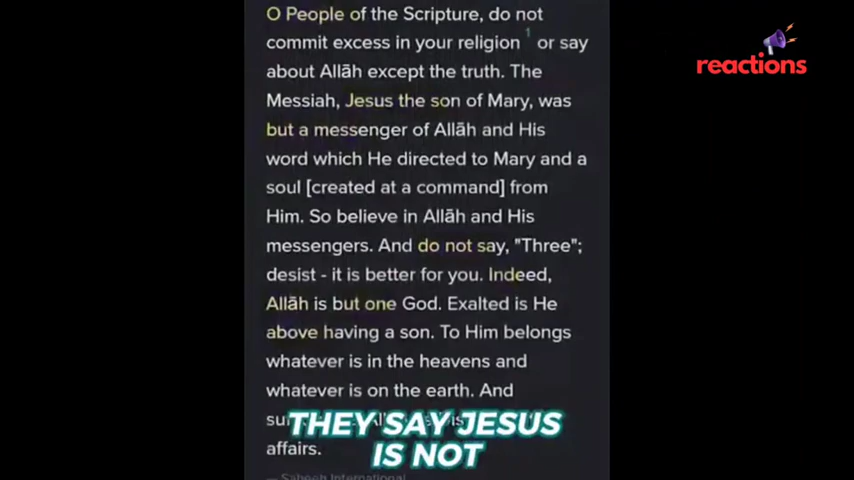 O People of the Scripture, do not
commit excess in your religion 1 or say
about Allāh except the truth. The
Messiah, Jesus the son of Mary, was
but a messenger of Allāh and His
word which He directed to Mary and a
soul [created at a command] from
Him. So believe in Allāh and His
messengers. And do not say, "Three";
desist - it is better for you. Indeed,
Allāh is but one God. Exalted is He
above having a son. To Him belongs
whatever is in the heavens and
whatever is on the earth. And
affairs.
— Saheeh International
THEY SAY JESUS
IS NOT
reactions